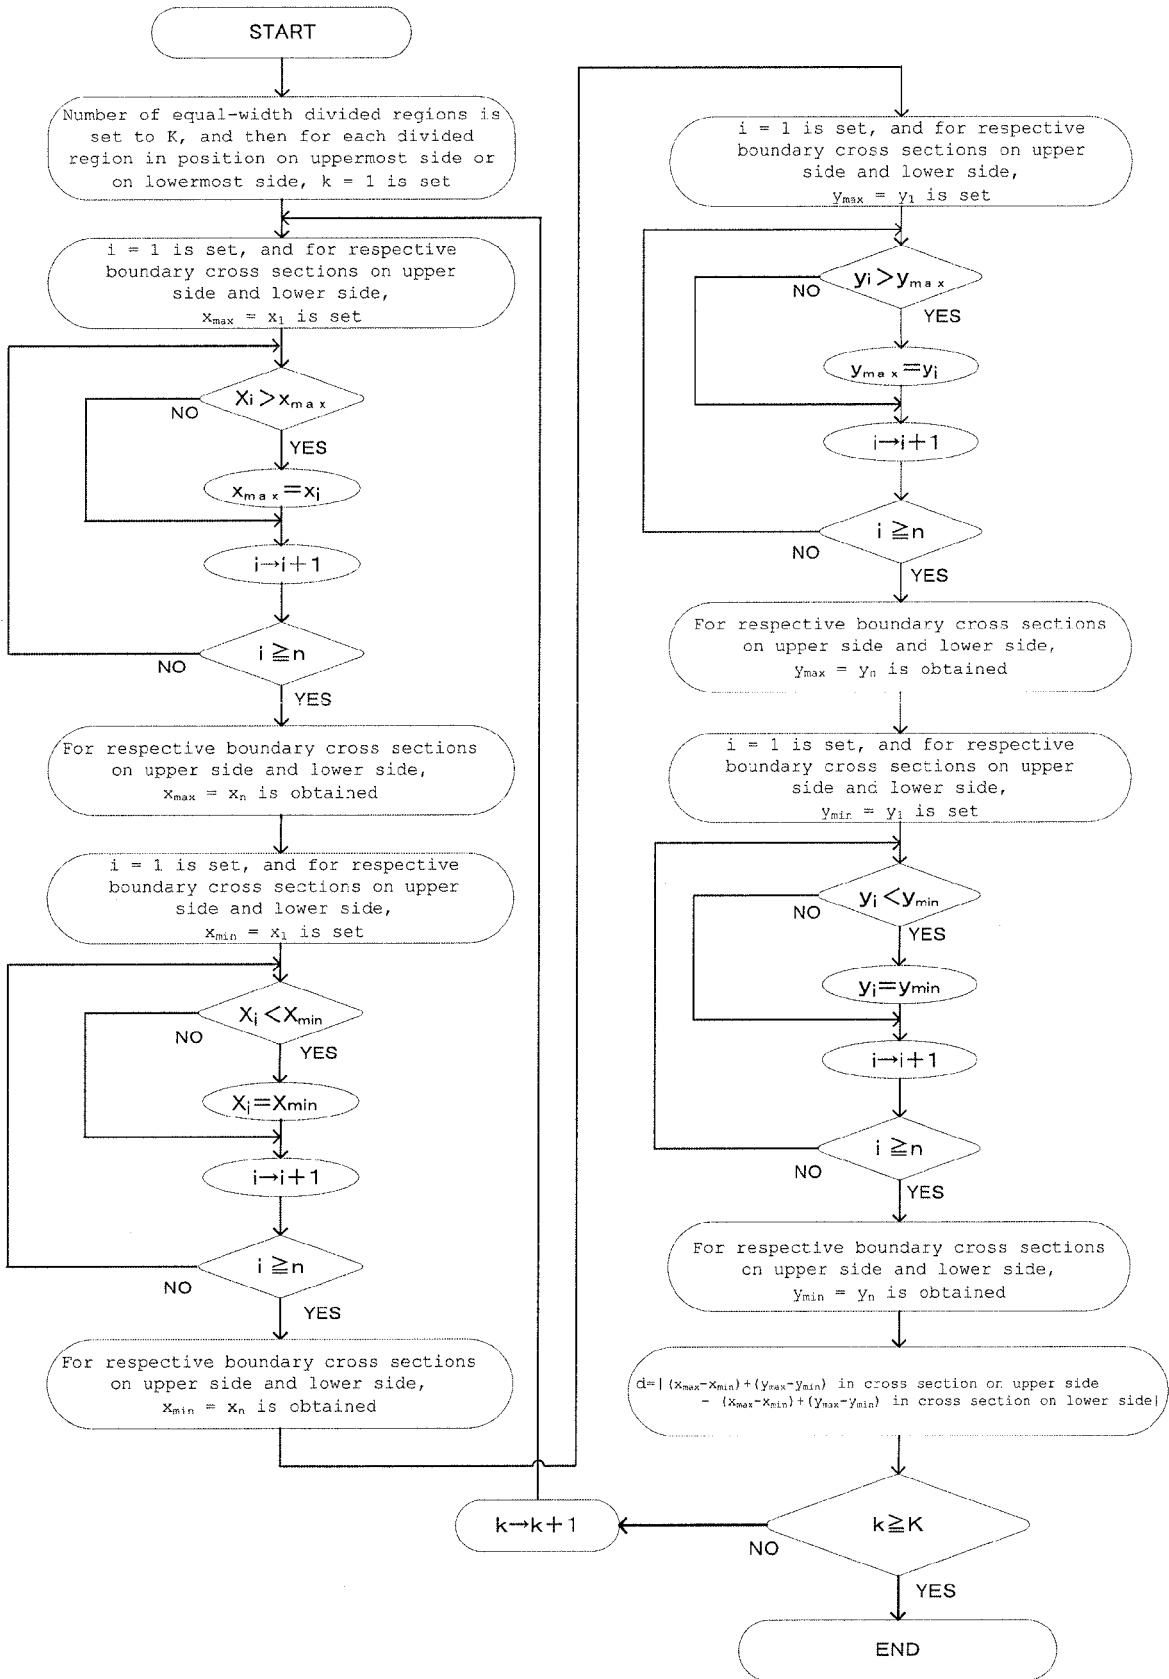 START
Number of equal-width divided regions is
set to K, and then for each divided
region in position on uppermost side or
on lowermost side, k = 1 is set
i = 1 is set, and for respective
boundary cross sections on upper
side and lower side,
xmax = x1 is set
Xi>xmax
NO
YES
xmax=xi
i→i+1
i≧n
NO
YES
For respective boundary cross sections
on upper side and lower side,
xmax = xn is obtained
i = 1 is set, and for respective
boundary cross sections on upper
side and lower side,
xmin = x1 is set
Xi<Xmin
NO
YES
Xi=Xmin
i→i+1
i≧n
NO
YES
For respective boundary cross sections
on upper side and lower side,
xmin = xn is obtained
i = 1 is set, and for respective
boundary cross sections on upper
side and lower side,
ymax = y1 is set
yi>ymax
NO
YES
ymax=yi
i→i+1
i≧n
NO
YES
For respective boundary cross sections
on upper side and lower side,
ymax = yn is obtained
i = 1 is set, and for respective
boundary cross sections on upper
side and lower side,
ymin = y1 is set
yi<ymin
NO
YES
yi=ymin
i→i+1
i≧n
NO
YES
For respective boundary cross sections
on upper side and lower side,
ymin = yn is obtained
d=|(xmax-xmin)+(ymax-ymin) in cross section on upper side
- (xmax-xmin)+(ymax-ymin) in cross section on lower side|
k≧K
NO
k→k+1
YES
END